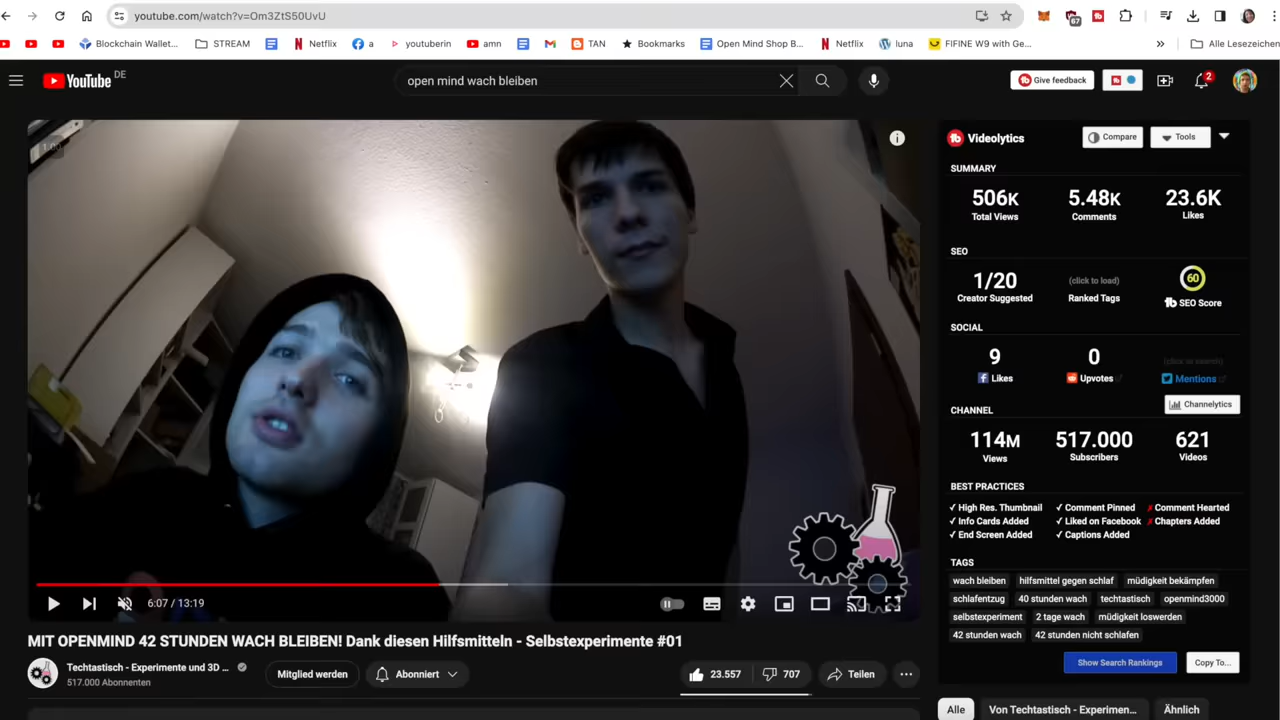 youtube.com/watch?v=Om3ZtS50UvU
67
Blockchain Wallet...
STREAM
Netflix
a
youtuberin
amn
TAN
Bookmarks
Open Mind Shop B...
Netflix
luna
FIFINE W9 with Ge...
»
Alle Lesezeichen
YouTube DE
open mind wach bleiben
Give feedback
2
1.00
Videolytics
Compare
Tools
SUMMARY
506K
5.48K
23.6K
Total Views
Comments
Likes
SEO
1/20
(click to load)
60
Creator Suggested
Ranked Tags
SEO Score
SOCIAL
9
0
Likes
Upvotes
Mentions
CHANNEL
Channelytics
114M
517.000
621
Views
Subscribers
Videos
BEST PRACTICES
✓ High Res. Thumbnail
✓ Comment Pinned
✗ Comment Hearted
✓ Info Cards Added
✓ Liked on Facebook
✗ Chapters Added
✓ End Screen Added
✓ Captions Added
TAGS
wach bleiben
hilfsmittel gegen schlaf
müdigkeit bekämpfen
schlafentzug
40 stunden wach
techtastisch
openmind3000
selbstexperiment
2 tage wach
müdigkeit loswerden
42 stunden wach
42 stunden nicht schlafen
Show Search Rankings
Copy To...
6:07 / 13:19
MIT OPENMIND 42 STUNDEN WACH BLEIBEN! Dank diesen Hilfsmitteln - Selbstexperimente #01
Techtastisch - Experimente und 3D ...
517.000 Abonnenten
Mitglied werden
Abonniert
23.557
707
Teilen
Alle
Von Techtastisch - Experimen...
Ähnlich